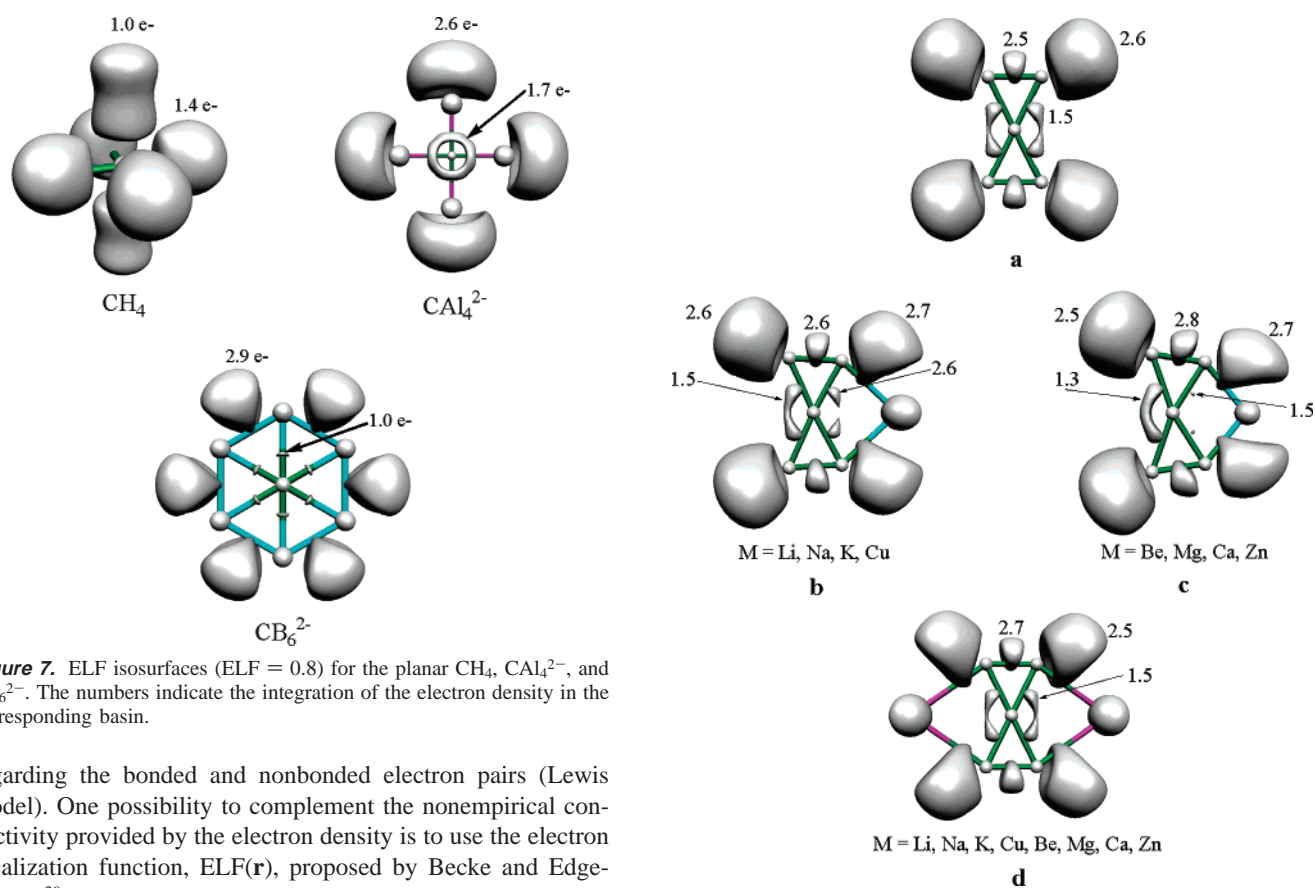 1.0 e-
1.4 e-
CH4
2.6 e-
1.7 e-
CAl4 2-
2.9 e-
1.0 e-
CB6 2-
gure 7. ELF isosurfaces (ELF = 0.8) for the planar CH4, CAl4 2−, and
6 2−. The numbers indicate the integration of the electron density in the
rresponding basin.
garding the bonded and nonbonded electron pairs (Lewis
odel). One possibility to complement the nonempirical con-
ctivity provided by the electron density is to use the electron
calization function, ELF(r), proposed by Becke and Edge-
2.5
2.6
1.5
a
2.6
2.6
2.7
1.5
2.6
M = Li, Na, K, Cu
b
2.5
2.8
2.7
1.3
1.5
M = Be, Mg, Ca, Zn
c
2.7
2.5
1.5
M = Li, Na, K, Cu, Be, Mg, Ca, Zn
d